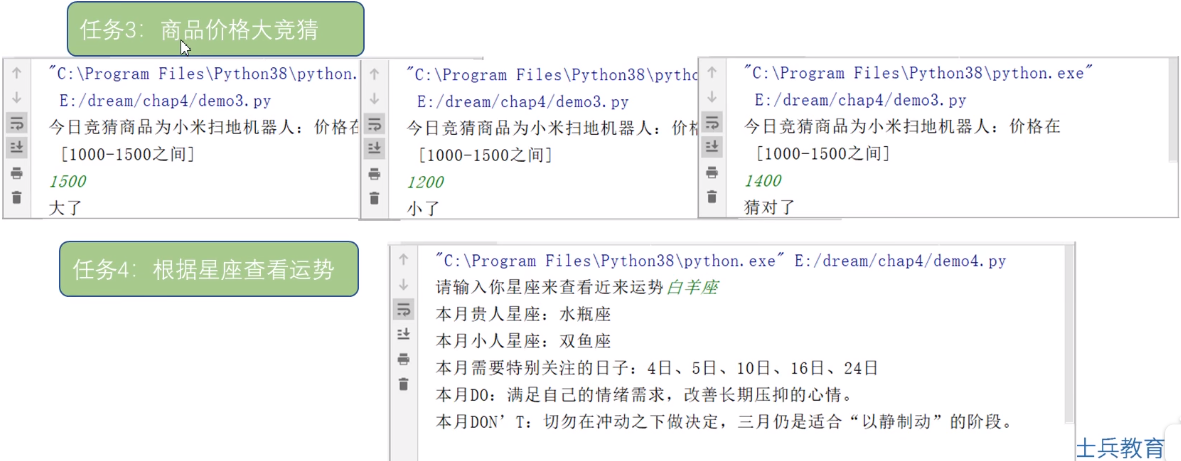 任务3：商品价格大竞猜
"C:\Program Files\Python38\python.
E:/dream/chap4/demo3.py
今日竞猜商品为小米扫地机器人：价格在
[1000-1500之间]
1500
大了
"C:\Program Files\Python38\pytho
E:/dream/chap4/demo3.py
今日竞猜商品为小米扫地机器人：价格
[1000-1500之间]
1200
小了
"C:\Program Files\Python38\python.exe"
E:/dream/chap4/demo3.py
今日竞猜商品为小米扫地机器人：价格在
[1000-1500之间]
1400
猜对了
任务4：根据星座查看运势
"C:\Program Files\Python38\python.exe" E:/dream/chap4/demo4.py
请输入你星座来查看近来运势白羊座
本月贵人星座：水瓶座
本月小人星座：双鱼座
本月需要特别关注的日子：4日、5日、10日、16日、24日
本月DO：满足自己的情绪需求，改善长期压抑的心情。
本月DON'T：切勿在冲动之下做决定，三月仍是适合“以静制动”的阶段。
士兵教育